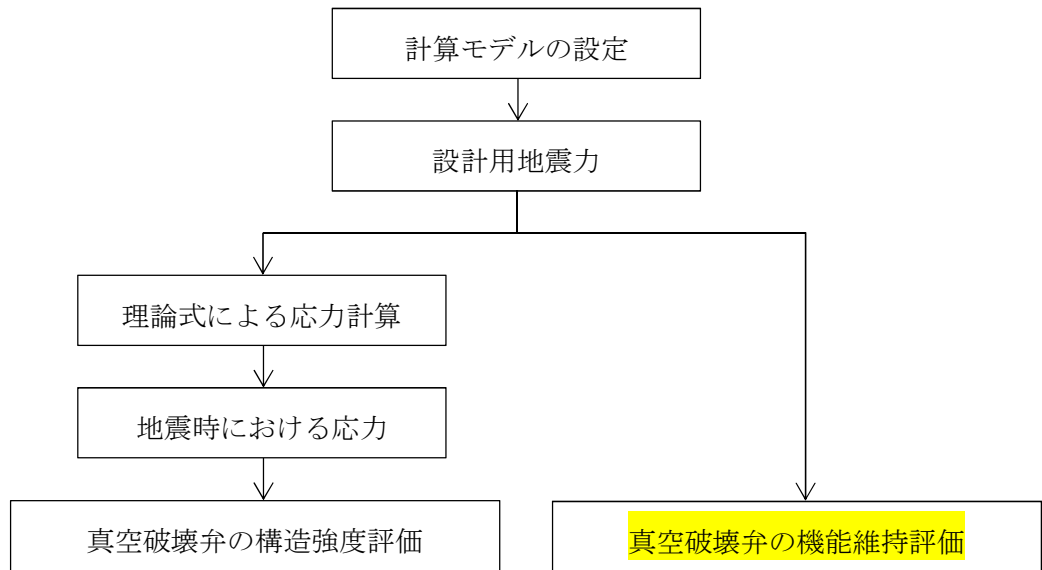 計算モデルの設定
設計用地震力
理論式による応力計算
地震時における応力
真空破壊弁の構造強度評価
真空破壊弁の機能維持評価